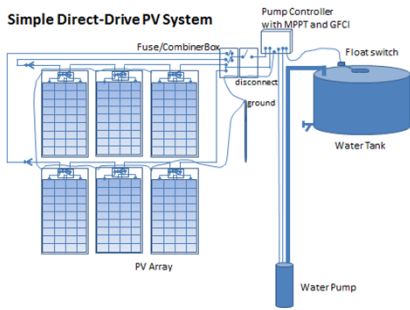 Simple Direct-Drive PV System
Pump Controller
with MPPT and GFCI
Fuse/CombinerBox
Float switch
disconnect
ground
Water Tank
PV Array
Water Pump